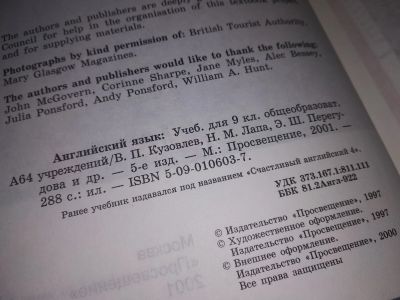 The authors and publishers are deeply
Council for help in the organisation of this textbook project
and for supplying materials.
Photographs by kind permission of: British Tourist Authority,
Mary Glasgow Magazines.
The authors and publishers would like to thank the following:
John McGovern, Corinne Sharpe, Jane Myles, Alec Bessey,
Julia Ponsford, Andy Ponsford, William A. Hunt.
Английский язык: Учеб. для 9 кл. общеобразоват.
А64 учреждений/В. П. Кузовлев, Н. М. Лапа, Э. Ш. Перегу-
дова и др. — 5-е изд. — М.: Просвещение, 2001. —
288 с.: ил. — ISBN 5-09-010603-7.
Ранее учебник издавался под названием «Счастливый английский 4»
УДК 373.167.1:811.111
ББК 81.2Англ-922
© Издательство «Просвещение», 1997
© Художественное оформление.
Издательство «Просвещение», 1997
© Внешнее оформление.
Издательство «Просвещение», 2000
Все права защищены
Москва
«Просвещение»
2001